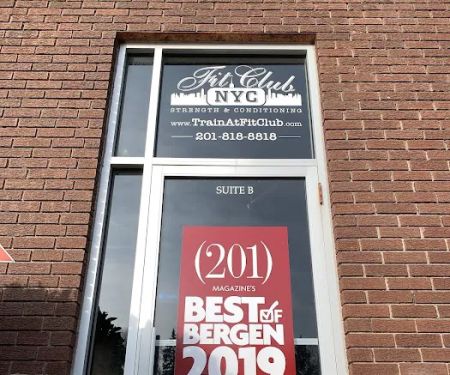 Fit Club
NYC
STRENGTH & CONDITIONING
www.TrainAtFitClub.com
201-818-8818
SUITE B
(201)
MAGAZINE'S
BEST OF
BERGEN
2019